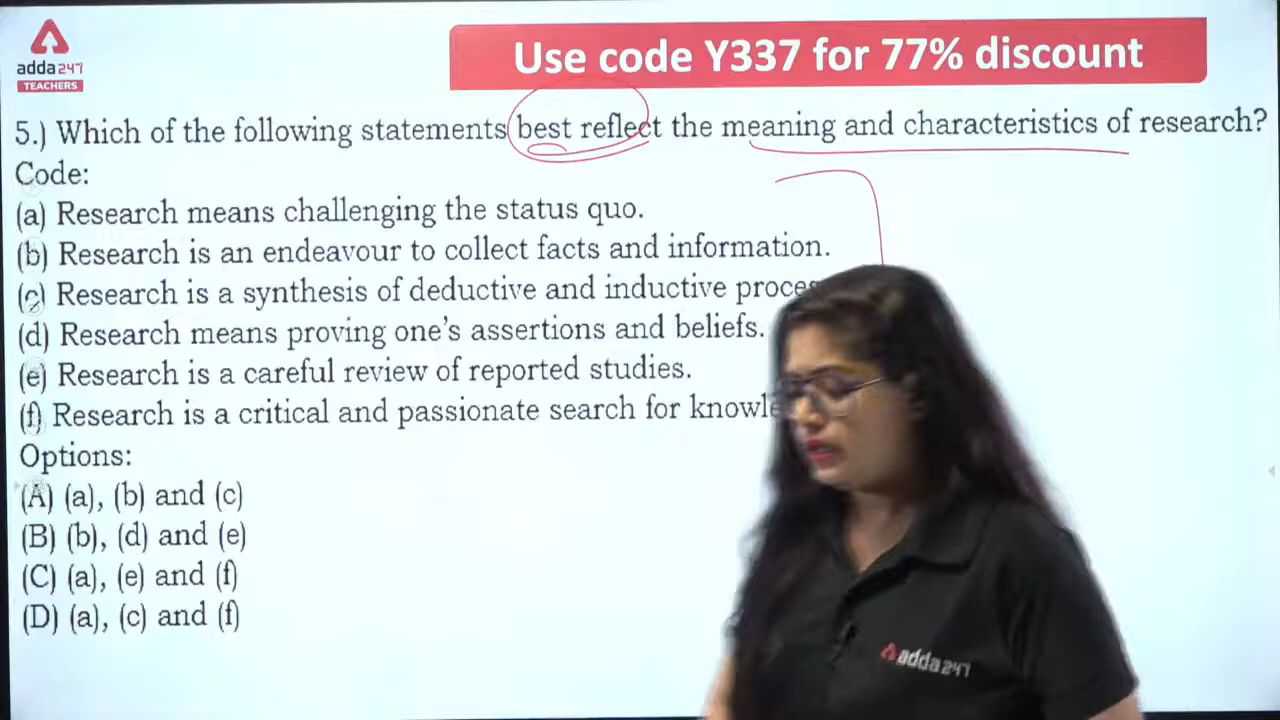 adda247
TEACHERS
Use code Y337 for 77% discount
5.) Which of the following statements best reflect the meaning and characteristics of research?
Code:
(a) Research means challenging the status quo.
(b) Research is an endeavour to collect facts and information.
(c) Research is a synthesis of deductive and inductive
(d) Research means proving one's assertions and beliefs.
(e) Research is a careful review of reported studies.
(f) Research is a critical and passionate search for
Options:
(A) (a), (b) and (c)
(B) (b), (d) and (e)
(C) (a), (e) and (f)
(D) (a), (c) and (f)
adda247